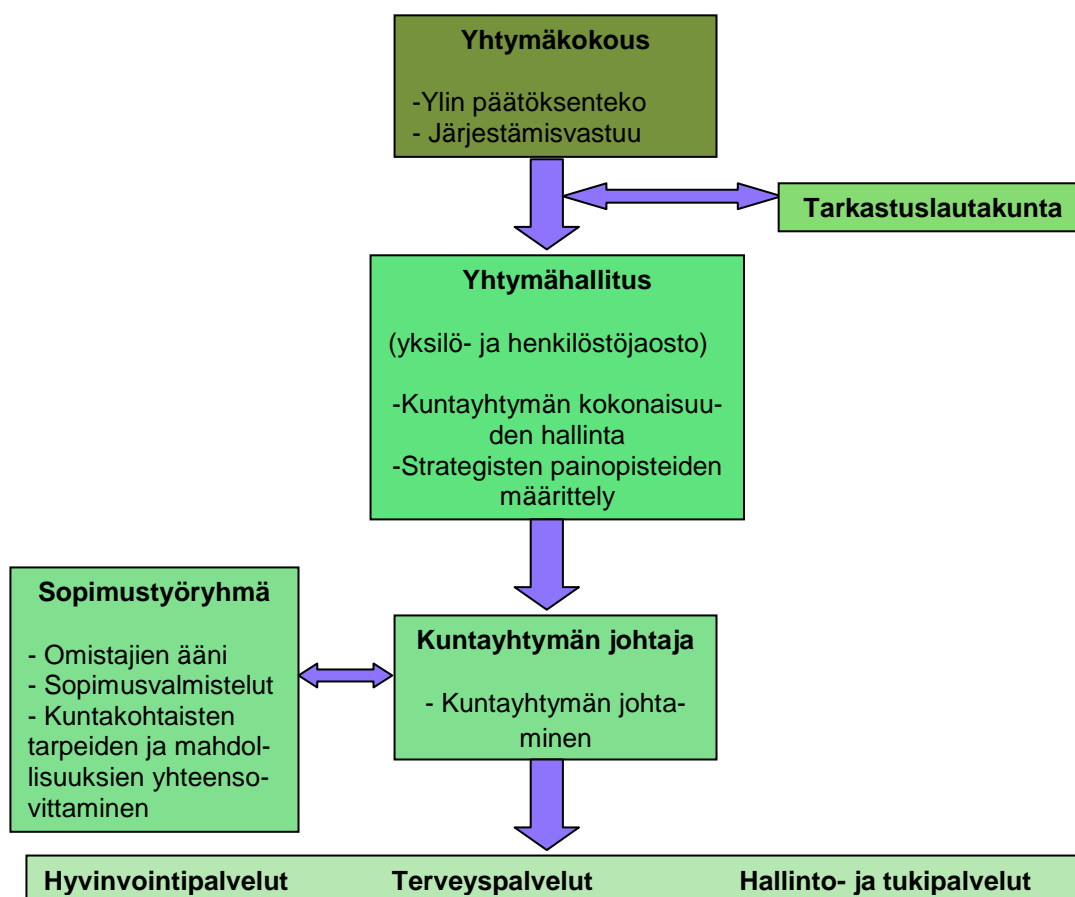 Yhtymäkokous
-Ylin päätöksenteko
- Järjestämisvastuu
Tarkastuslautakunta
Yhtymähallitus
(yksilö- ja henkilöstöjaosto)
-Kuntayhtymän kokonaisuu-
den hallinta
-Strategisten painopisteiden
määrittely
Sopimustyöryhmä
- Omistajien ääni
- Sopimusvalmistelut
- Kuntakohtaisten
tarpeiden ja mahdol-
lisuuksien yhteenso-
vittaminen
Kuntayhtymän johtaja
- Kuntayhtymän johta-
minen
Hyvinvointipalvelut Terveyspalvelut Hallinto- ja tukipalvelut